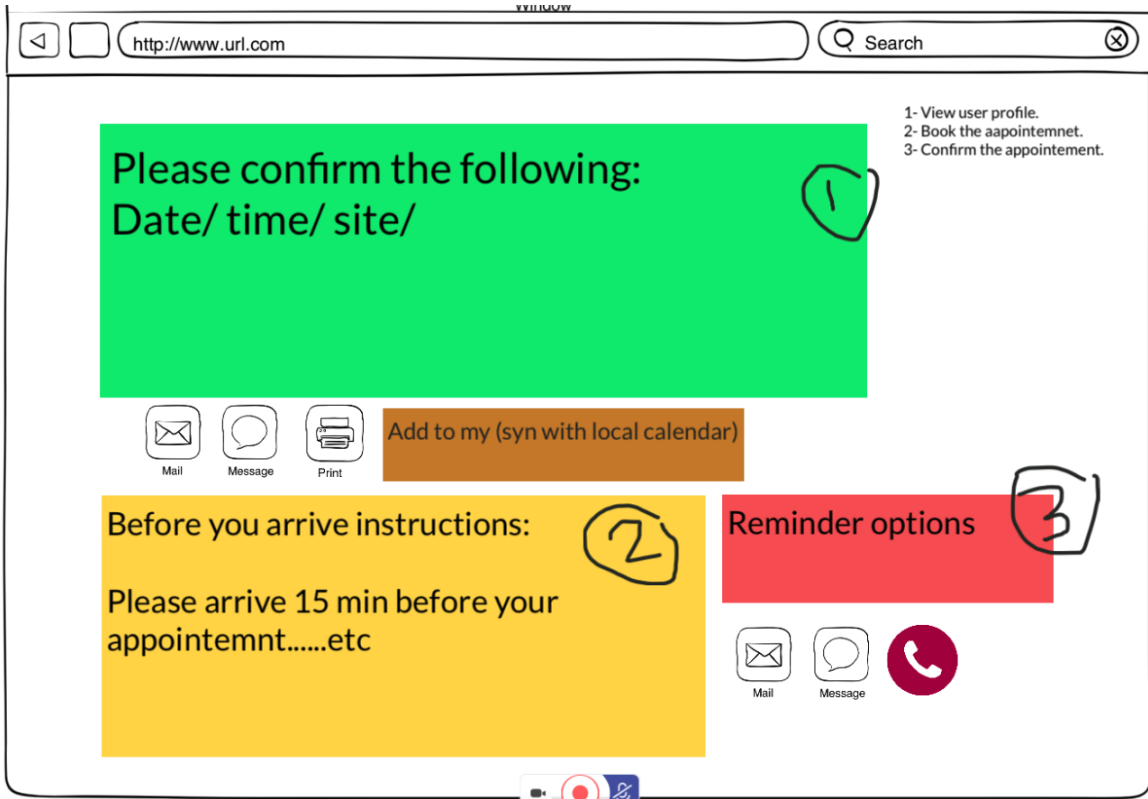 Window
http://www.url.com
Search
1- View user profile.
2- Book the aapointemnet.
3- Confirm the appointement.
Please confirm the following:
Date/ time/ site/
1
Mail
Message
Print
Add to my (syn with local calendar)
Before you arrive instructions:
2
Please arrive 15 min before your
appointemnt......etc
Reminder options
3
Mail
Message